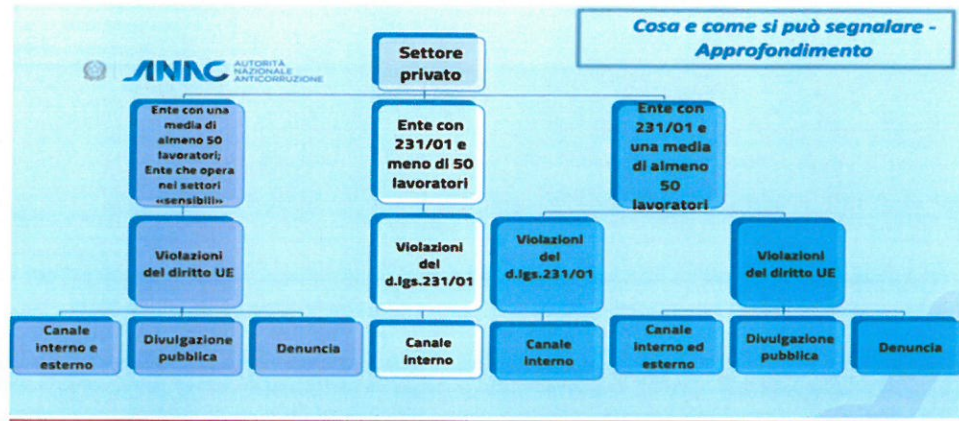 Cosa e come si può segnalare -
Approfondimento
ANAC
AUTORITÀ
NAZIONALE
ANTICORRUZIONE
Settore
privato
Ente con una
media di
almeno 50
lavoratori;
Ente che opera
nei settori
«sensibili»
Ente con
231/01 e
meno di 50
lavoratori
Ente con
231/01 e
una media
di almeno
50
lavoratori
Violazioni
del diritto UE
Violazioni
del
d.lgs.231/01
Violazioni
del
d.lgs.231/01
Violazioni
del diritto UE
Canale
interno e
esterno
Divulgazione
pubblica
Denuncia
Canale
interno
Canale
interno
Canale
interno ed
esterno
Divulgazione
pubblica
Denuncia